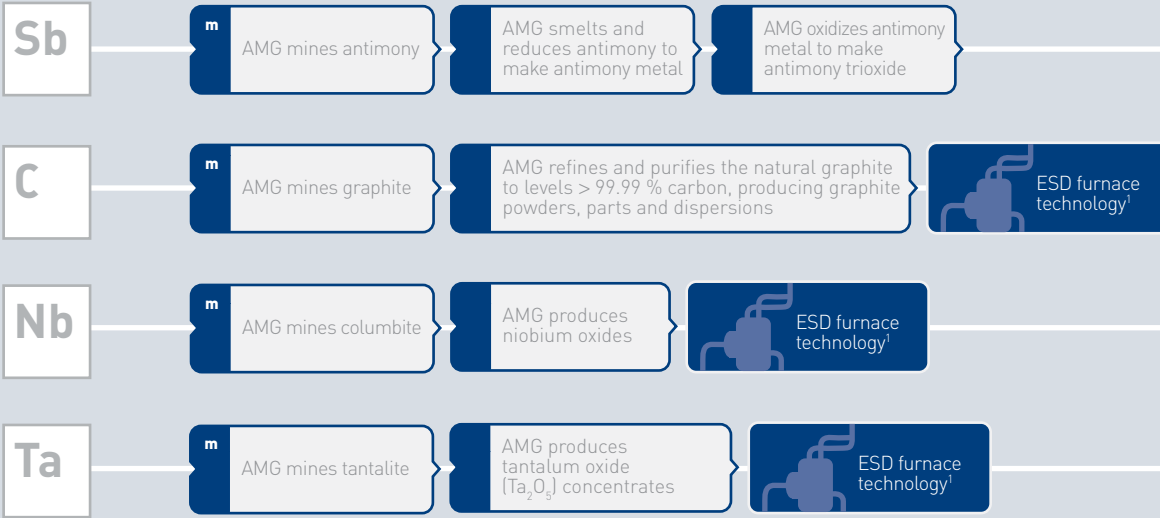 Sb
m
AMG mines antimony
AMG smelts and
reduces antimony to
make antimony metal
AMG oxidizes antimony
metal to make
antimony trioxide
C
m
AMG mines graphite
AMG refines and purifies the natural graphite
to levels > 99.99 % carbon, producing graphite
powders, parts and dispersions
ESD furnace
technology¹
Nb
m
AMG mines columbite
AMG produces
niobium oxides
ESD furnace
technology¹
Ta
m
AMG mines tantalite
AMG produces
tantalum oxide
(Ta₂O₅) concentrates
ESD furnace
technology¹